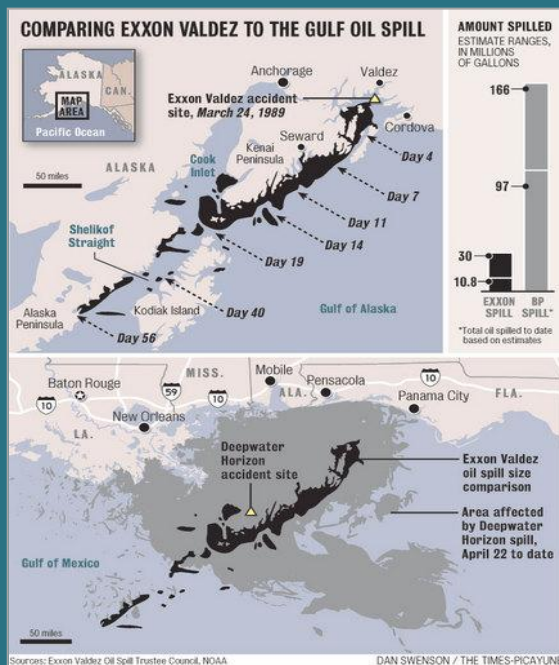 COMPARING EXXON VALDEZ TO THE GULF OIL SPILL
ALASKA
CAN.
MAP
AREA
Pacific Ocean
Anchorage
Valdez
Exxon Valdez accident
site, March 24, 1989
Cordova
Seward
Kenai
Peninsula
Cook
Inlet
ALASKA
50 miles
Day 4
Day 7
Day 11
Day 14
Day 19
Shelikof
Straight
Day 40
Alaska
Peninsula
Kodiak Island
Day 56
Gulf of Alaska
AMOUNT SPILLED
ESTIMATE RANGES,
IN MILLIONS
OF GALLONS
166
97
30
10.8
EXXON
SPILL
BP
SPILL*
*Total oil spilled to date
based on estimates
MISS.
Mobile
Baton Rouge
59
10
ALA.
Pensacola
10
FLA.
10
Panama City
New Orleans
LA.
Deepwater
Horizon
accident site
Exxon Valdez
oil spill size
comparison
Area affected
by Deepwater
Horizon spill,
April 22 to date
Gulf of Mexico
50 miles
Sources: Exxon Valdez Oil Spill Trustee Council, NOAA
DAN SWENSON / THE TIMES-PICAYUN